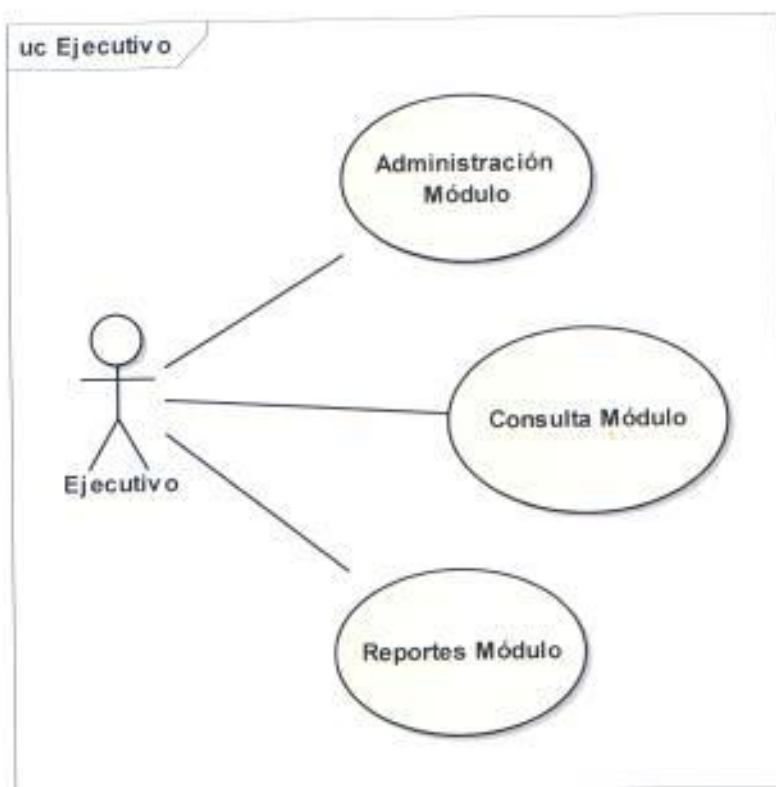 uc Ejecutivo
Administración
Módulo
Consulta Módulo
Ejecutivo
Reportes Módulo